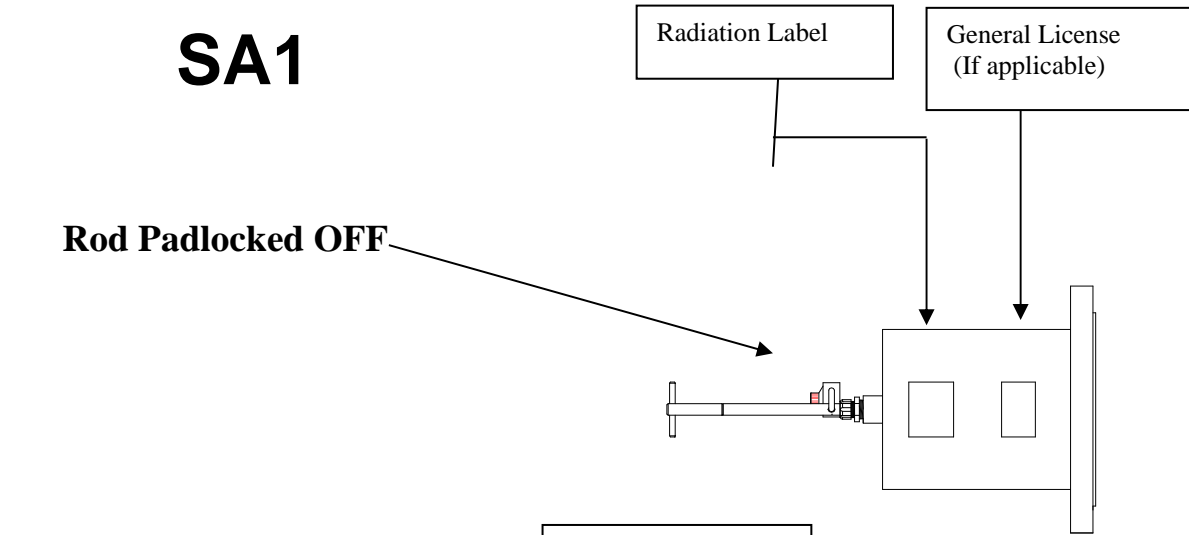 SA1
Radiation Label
General License
(If applicable)
Rod Padlocked OFF